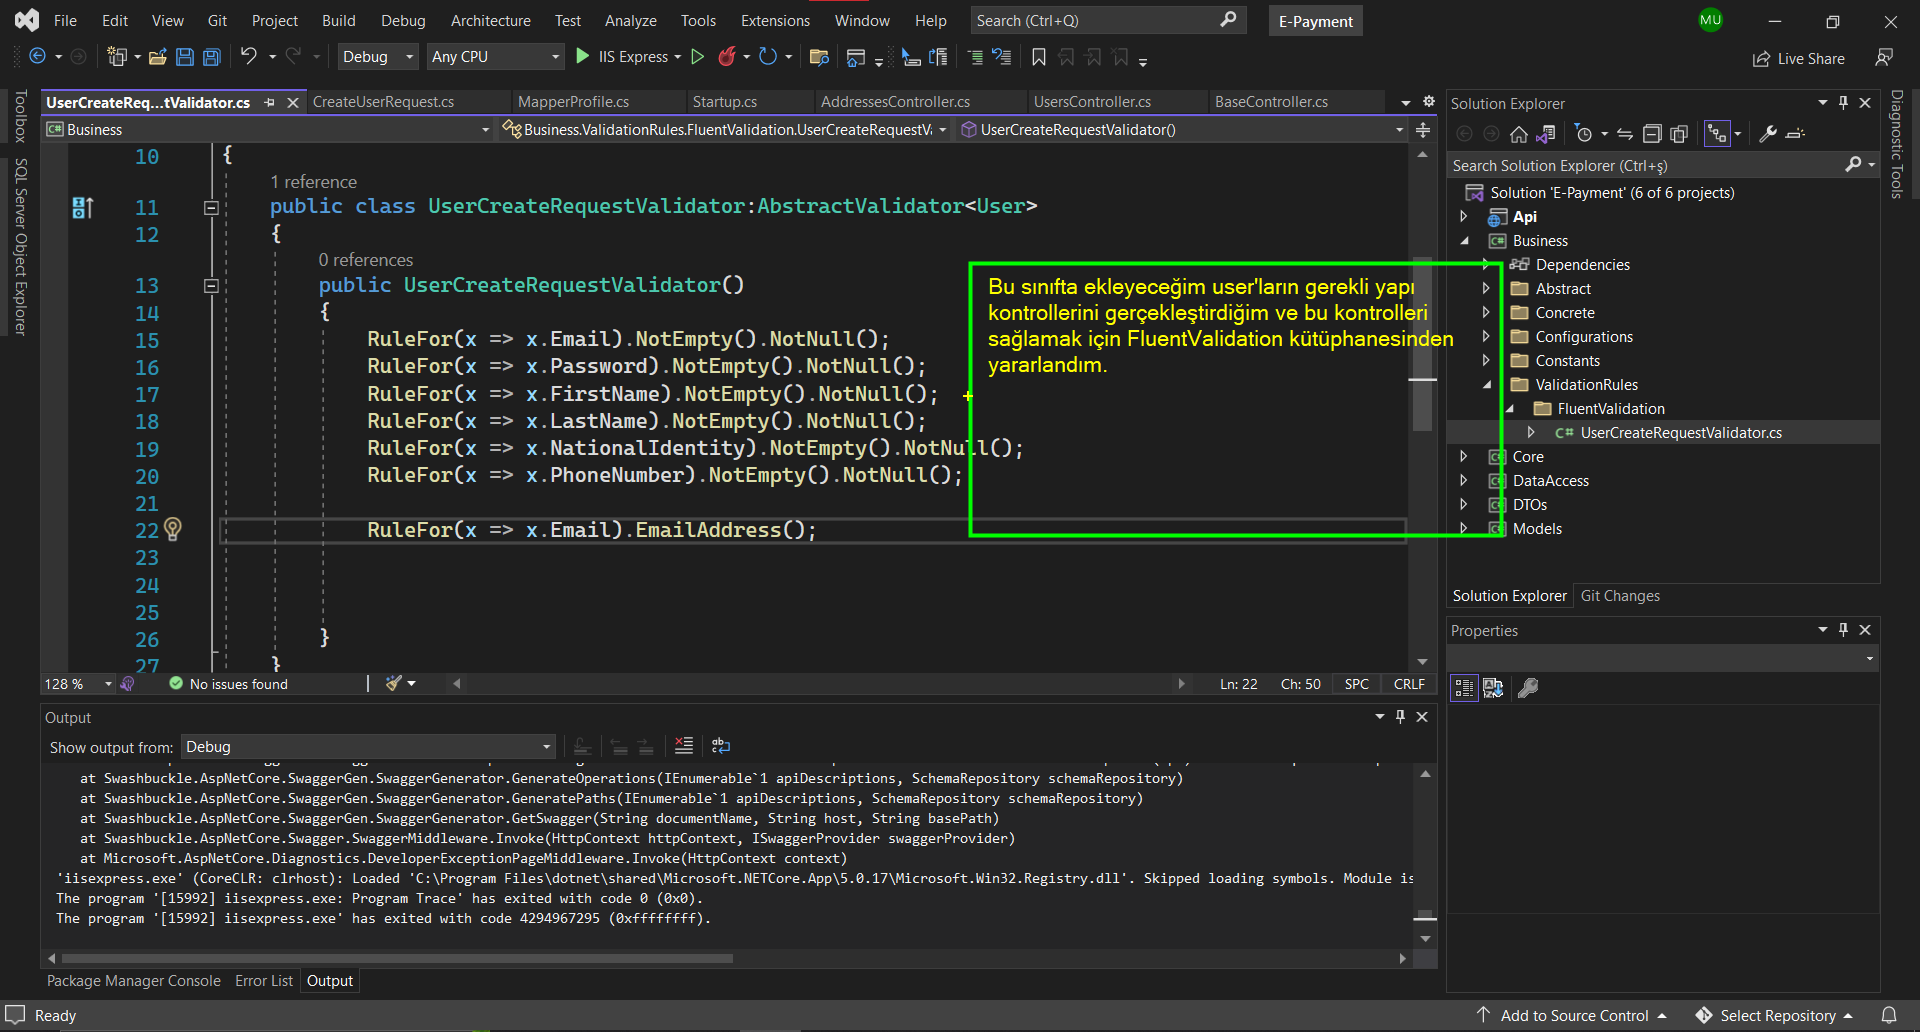 File Edit View Git Project Build Debug Architecture Test Analyze Tools Extensions Window Help Search (Ctrl+Q) E-Payment MU
Debug Any CPU IIS Express Live Share
Toolbox
SQL Server Object Explorer
UserCreateReq...tValidator.cs CreateUserRequest.cs MapperProfile.cs Startup.cs AddressesController.cs UsersController.cs BaseController.cs
Business Business.ValidationRules.FluentValidation.UserCreateRequestV UserCreateRequestValidator()
10 {
1 reference
11 public class UserCreateRequestValidator:AbstractValidator<User>
12 {
0 references
13 public UserCreateRequestValidator()
14 {
15 RuleFor(x => x.Email).NotEmpty().NotNull();
16 RuleFor(x => x.Password).NotEmpty().NotNull();
17 RuleFor(x => x.FirstName).NotEmpty().NotNull();
18 RuleFor(x => x.LastName).NotEmpty().NotNull();
19 RuleFor(x => x.NationalIdentity).NotEmpty().NotNull();
20 RuleFor(x => x.PhoneNumber).NotEmpty().NotNull();
21
22 RuleFor(x => x.Email).EmailAddress();
23
24
25
26 }
27 }
Bu sınıfta ekleyeceğim user'ların gerekli yapı
kontrollerini gerçekleştirdiğim ve bu kontrolleri
sağlamak için FluentValidation kütüphanesinden
yararlandım.
128 % No issues found Ln: 22 Ch: 50 SPC CRLF
Output
Show output from: Debug
at Swashbuckle.AspNetCore.SwaggerGen.SwaggerGenerator.GenerateOperations(IEnumerable`1 apiDescriptions, SchemaRepository schemaRepository)
at Swashbuckle.AspNetCore.SwaggerGen.SwaggerGenerator.GeneratePaths(IEnumerable`1 apiDescriptions, SchemaRepository schemaRepository)
at Swashbuckle.AspNetCore.SwaggerGen.SwaggerGenerator.GetSwagger(String documentName, String host, String basePath)
at Swashbuckle.AspNetCore.Swagger.SwaggerMiddleware.Invoke(HttpContext httpContext, ISwaggerProvider swaggerProvider)
at Microsoft.AspNetCore.Diagnostics.DeveloperExceptionPageMiddleware.Invoke(HttpContext context)
'iisexpress.exe' (CoreCLR: clrhost): Loaded 'C:\Program Files\dotnet\shared\Microsoft.NETCore.App\5.0.17\Microsoft.Win32.Registry.dll'. Skipped loading symbols. Module is
The program '[15992] iisexpress.exe: Program Trace' has exited with code 0 (0x0).
The program '[15992] iisexpress.exe' has exited with code 4294967295 (0xffffffff).
Package Manager Console Error List Output
Solution Explorer
Search Solution Explorer (Ctrl+ş)
Solution 'E-Payment' (6 of 6 projects)
Api
C# Business
Dependencies
Abstract
Concrete
Configurations
Constants
ValidationRules
FluentValidation
C# UserCreateRequestValidator.cs
Core
DataAccess
DTOs
Models
Solution Explorer Git Changes
Properties
Diagnostic Tools
Ready Add to Source Control Select Repository